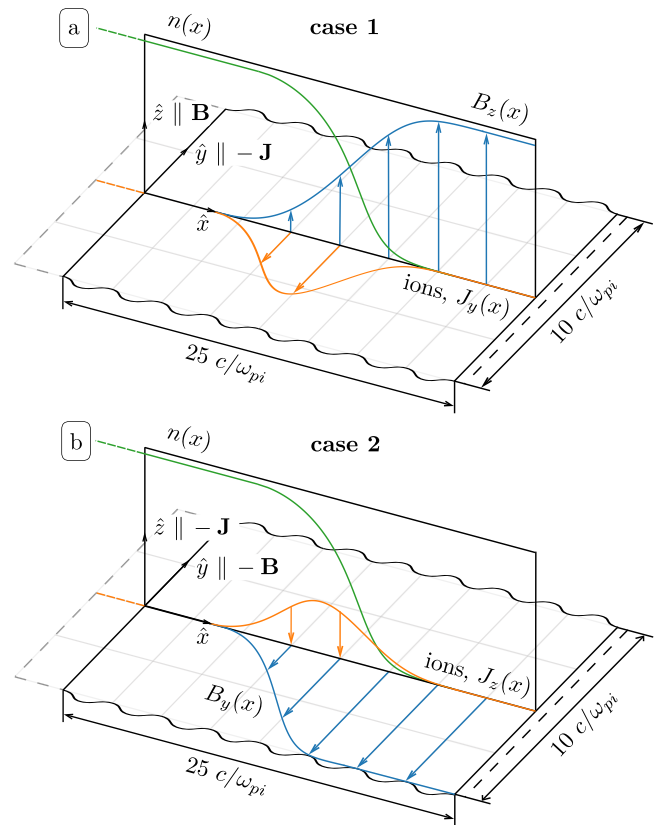 a
n(x)
case 1
B_z(x)
ẑ ∥ B
ŷ ∥ −J
x̂
ions, J_y(x)
25 c/ω_pi
10 c/ω_pi
b
n(x)
case 2
ẑ ∥ −J
ŷ ∥ −B
x̂
ions, J_z(x)
B_y(x)
25 c/ω_pi
10 c/ω_pi